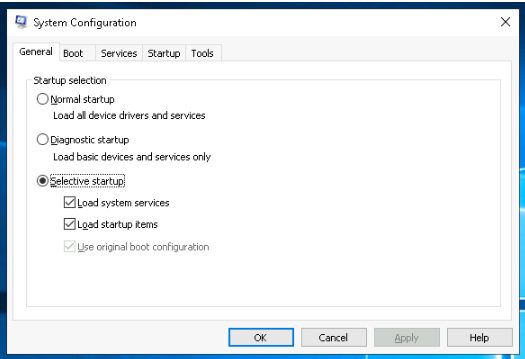 System Configuration
General Boot Services Startup Tools
Startup selection
Normal startup
Load all device drivers and services
Diagnostic startup
Load basic devices and services only
Selective startup
Load system services
Load startup items
Use original boot configuration
OK Cancel Apply Help